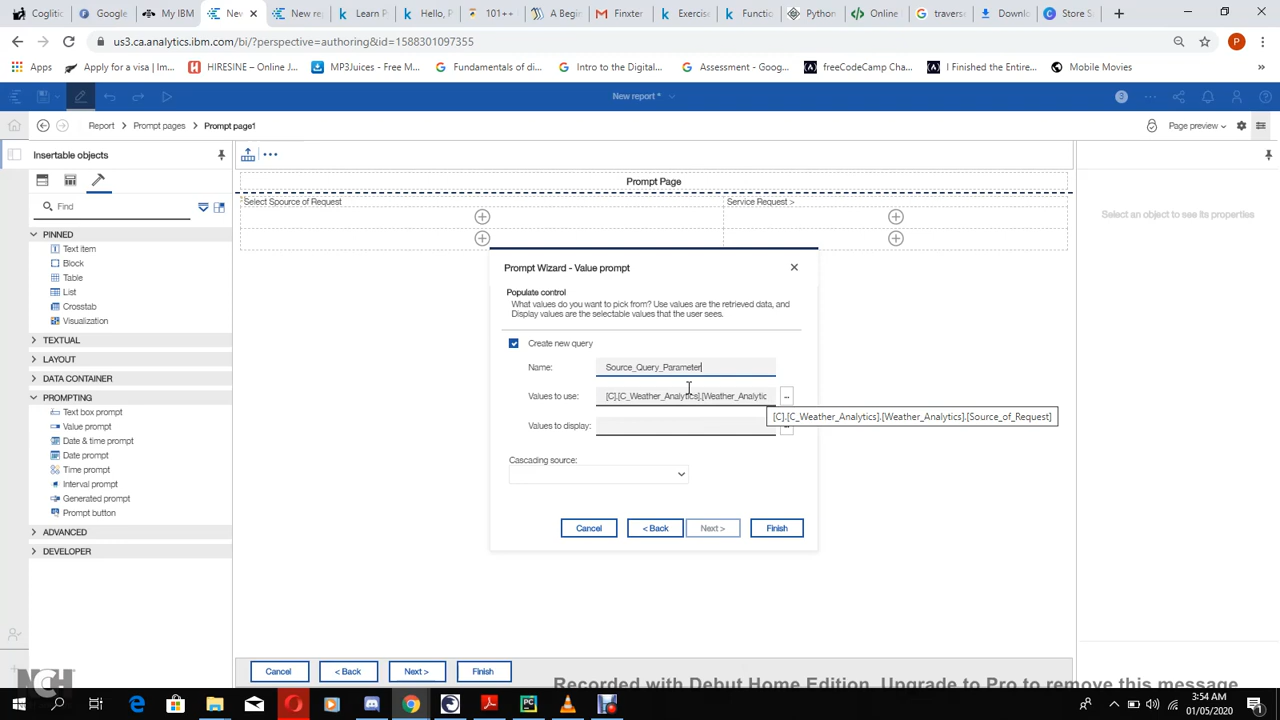 Cogliti
Google
My IBM
New
New rep
Learn P
Hello, P
101++
A Begin
Finxter
Exercise
Functio
Python
Online
travers
Downlo
Store S
us3.ca.analytics.ibm.com/bi/?perspective=authoring&id=1588301097355
P
Apps
Apply for a visa | Im...
HIRESINE – Online J...
MP3Juices - Free M...
Fundamentals of di...
Intro to the Digital...
Assessment - Goog...
freeCodeCamp Cha...
I Finished the Entire...
Mobile Movies
New report *
3
Report
Prompt pages
Prompt page1
Page preview
Insertable objects
Find
PINNED
Text item
Block
Table
List
Crosstab
Visualization
TEXTUAL
LAYOUT
DATA CONTAINER
PROMPTING
Text box prompt
Value prompt
Date & time prompt
Date prompt
Time prompt
Interval prompt
Generated prompt
Prompt button
ADVANCED
DEVELOPER
Prompt Page
Select Spource of Request
Service Request >
Prompt Wizard - Value prompt
Populate control
What values do you want to pick from? Use values are the retrieved data, and
Display values are the selectable values that the user sees.
Create new query
Name:
Source_Query_Parameter
Values to use:
[C].[C_Weather_Analytics].[Weather_Analytic
[C].[C_Weather_Analytics].[Weather_Analytics].[Source_of_Request]
Values to display:
Cascading source:
Cancel
< Back
Next >
Finish
Select an object to see its properties
Cancel
< Back
Next >
Finish
NCH
Recorded with Debut Home Edition. Upgrade to Pro to remove this message
3:54 AM
01/05/2020
1